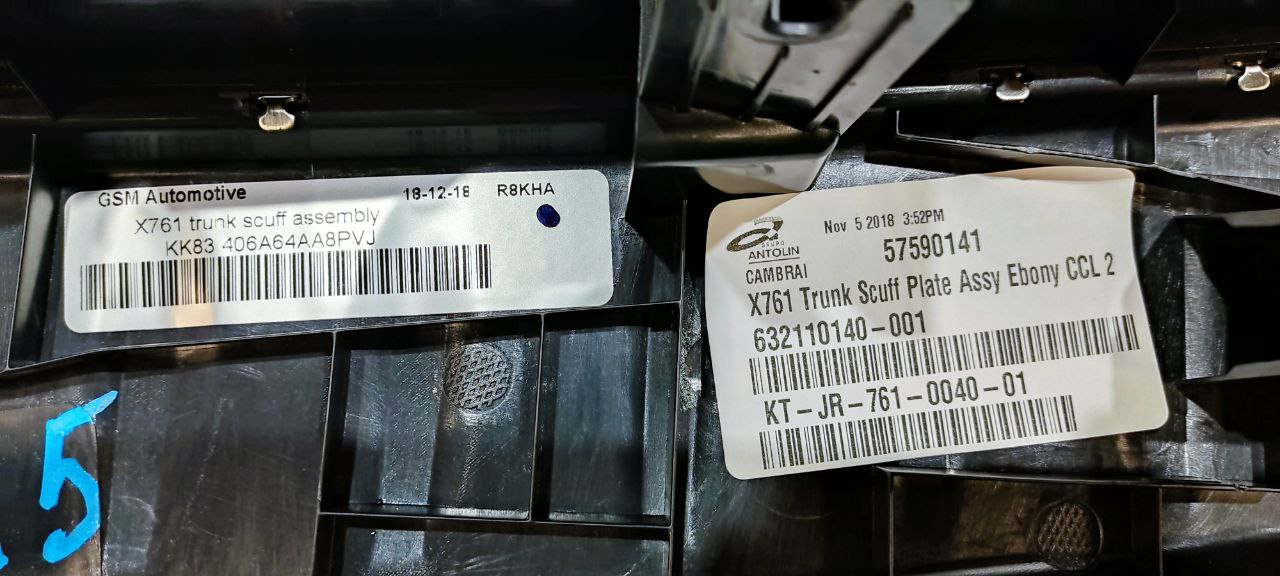 GSM Automotive 18-12-18 R8KHA
X761 trunk scuff assembly
KK83 406A64AA8PVJ
GRUPO
ANTOLIN
CAMBRAI
Nov 5 2018 3:52PM
57590141
X761 Trunk Scuff Plate Assy Ebony CCL 2
632110140-001
KT-JR-761-0040-01
5